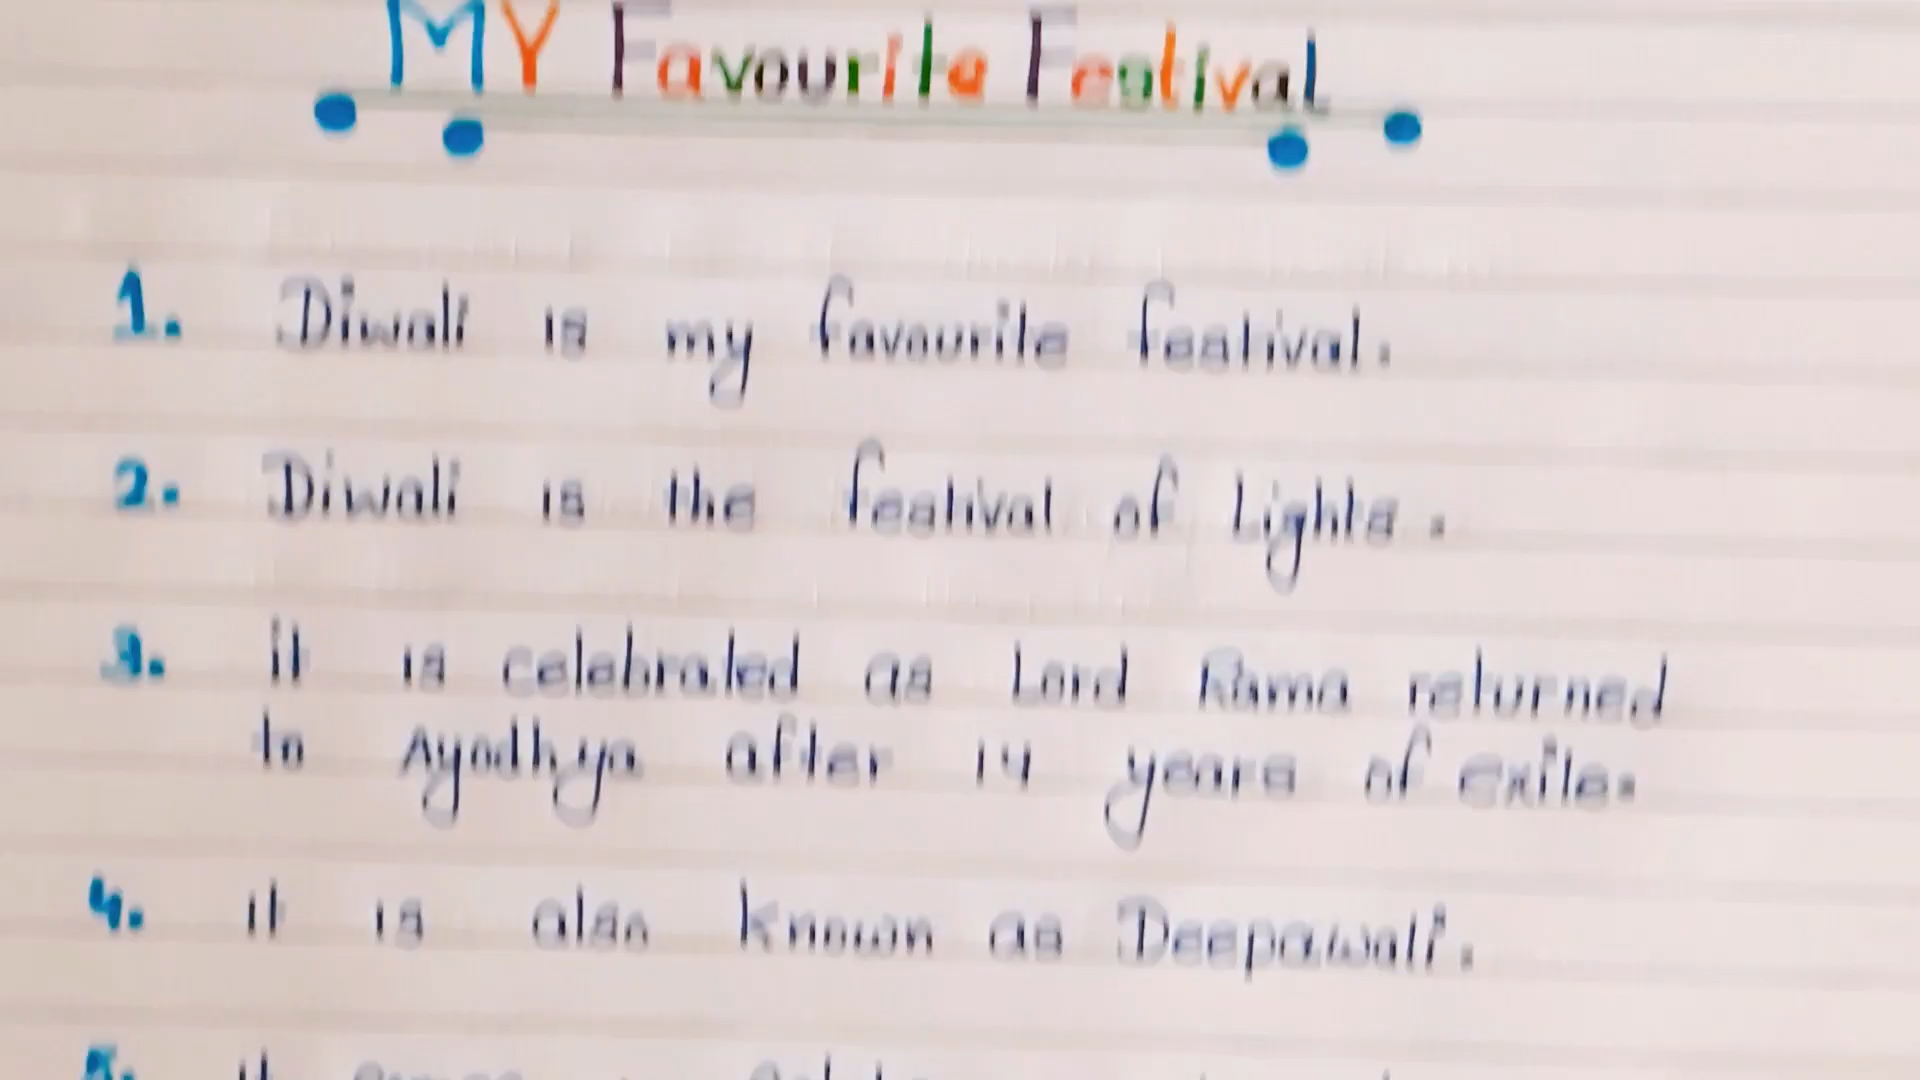 MY Favourite Festival
1. Diwali is my favourite festival.
2. Diwali is the festival of Lights.
3. it is celebrated as Lord Rama returned
to Ayodhya after 14 years of exile.
4. it is also known as Deepawali.
5. it